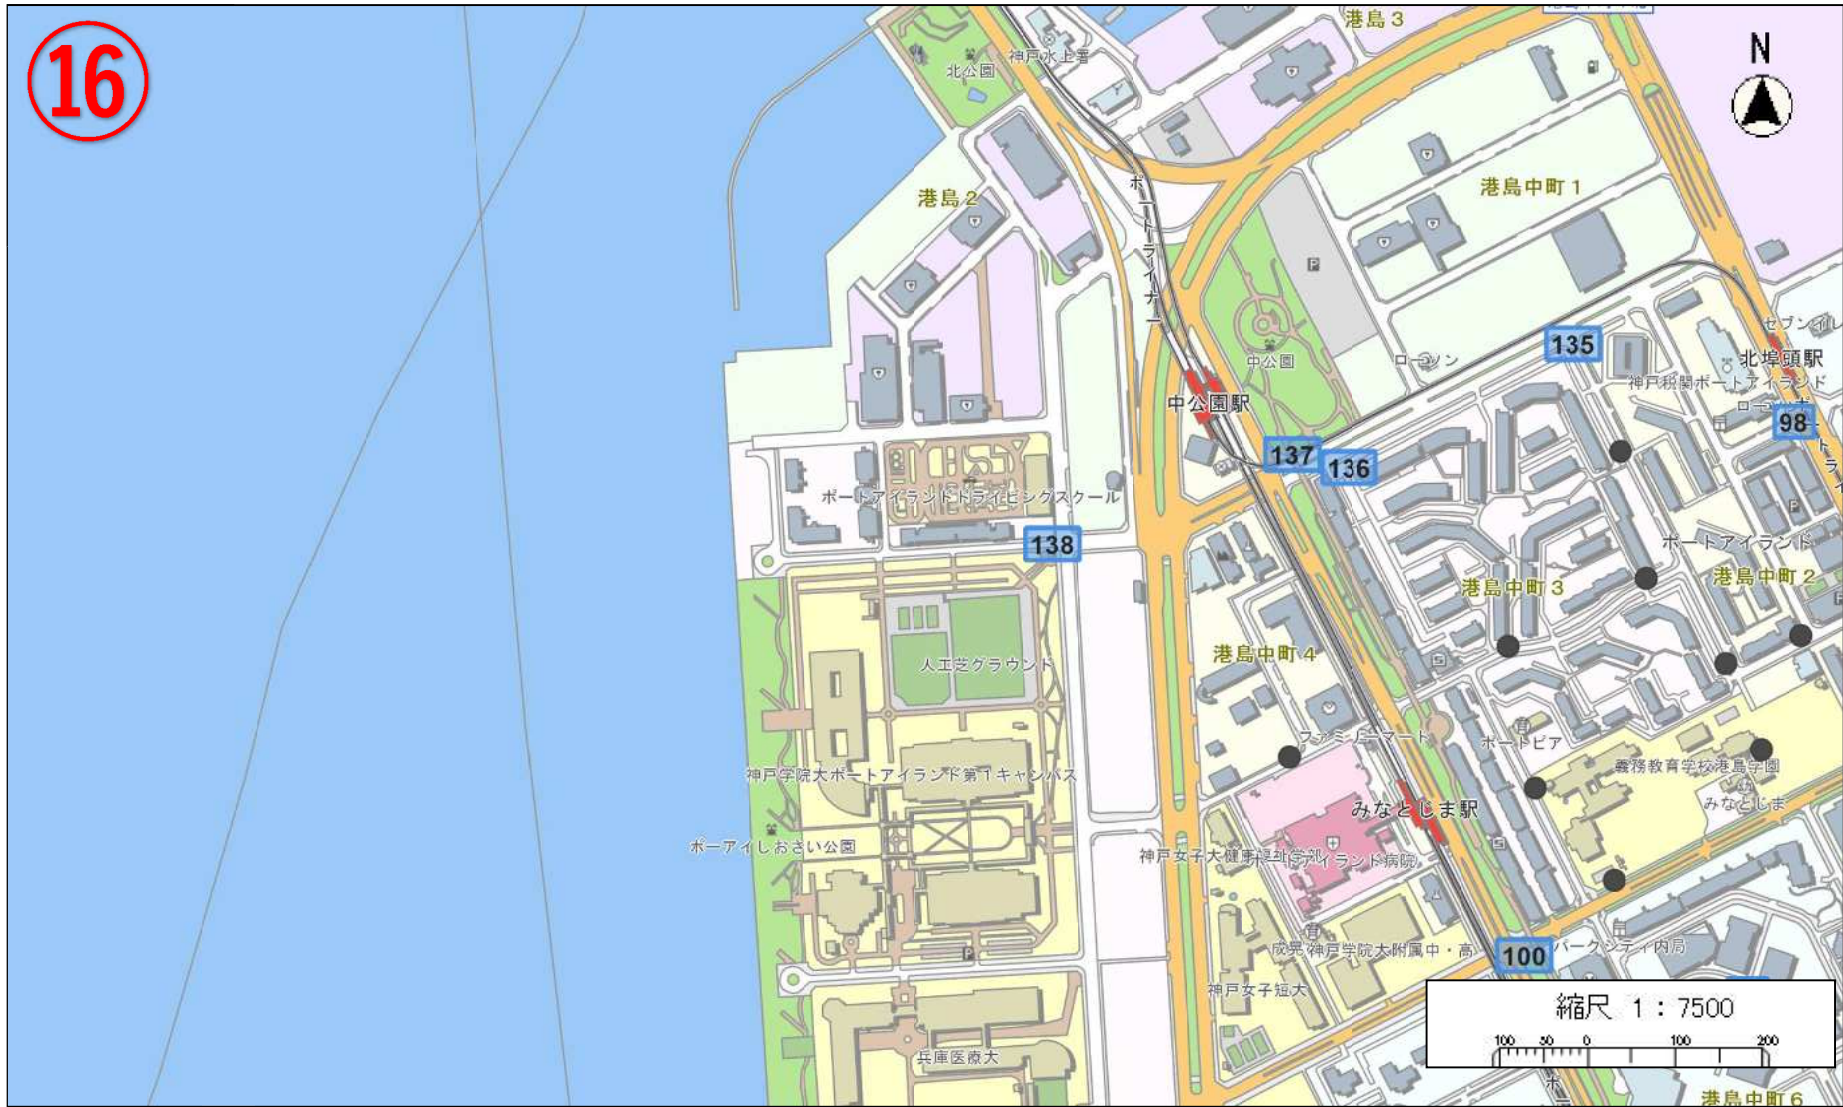 16
N
港島3
神戸水上署
北公園
港島2
港島中町1
ポートライナー
中公園
ローソン
135
北埠頭駅
神戸税関ポートアイランド
98
中公園駅
137
136
ポートアイランドドライビングスクール
138
ポートアイランド
港島中町2
港島中町3
港島中町4
人工芝グラウンド
ファミリーマート
ポートピア
義務教育学校港島学園
みなとじま
神戸学院大ポートアイランド第1キャンパス
みなとじま駅
ポーアイしおさい公園
神戸女子大健康福祉学部
ポートアイランド病院
成晃
神戸学院大附属中・高
100
パークシティ内局
神戸女子短大
兵庫医療大
縮尺 1:7500
100 50 0 100 200
港島中町6